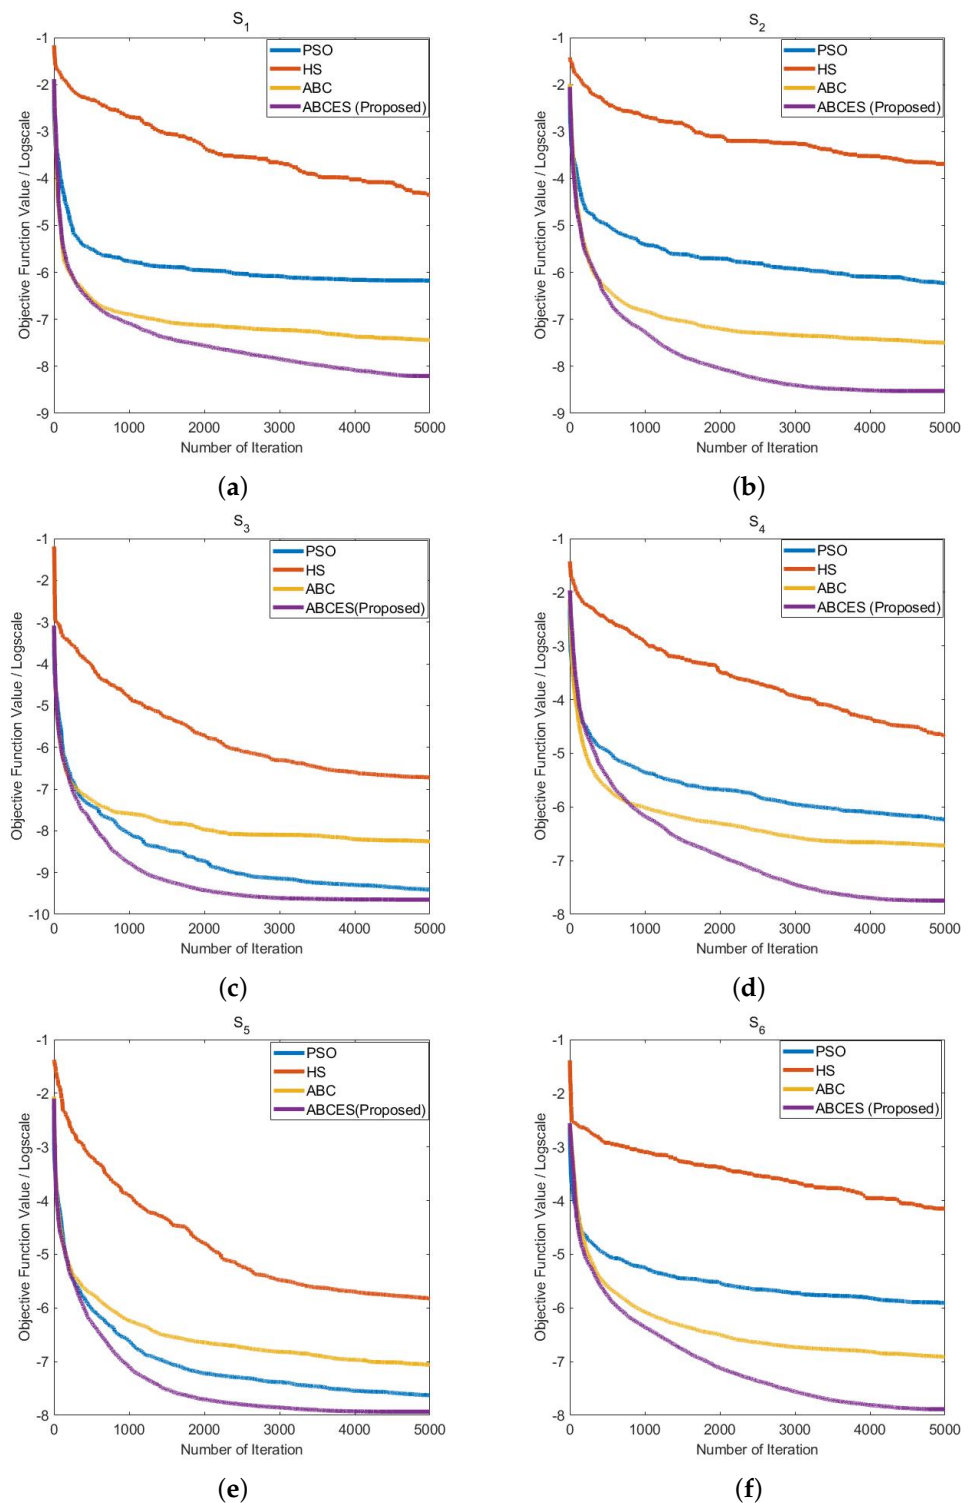 S1
-1
-2
-3
-4
-5
-6
-7
-8
-9
Objective Function Value / Logscale
PSO
HS
ABC
ABCES (Proposed)
0 1000 2000 3000 4000 5000
Number of Iteration
(a)
S2
-1
-2
-3
-4
-5
-6
-7
-8
-9
Objective Function Value / Logscale
PSO
HS
ABC
ABCES (Proposed)
0 1000 2000 3000 4000 5000
Number of Iteration
(b)
S3
-1
-2
-3
-4
-5
-6
-7
-8
-9
-10
Objective Function Value / Logscale
PSO
HS
ABC
ABCES(Proposed)
0 1000 2000 3000 4000 5000
Number of Iteration
(c)
S4
-1
-2
-3
-4
-5
-6
-7
-8
Objective Function Value / Logscale
PSO
HS
ABC
ABCES (Proposed)
0 1000 2000 3000 4000 5000
Number of Iteration
(d)
S5
-1
-2
-3
-4
-5
-6
-7
-8
Objective Function Value / Logscale
PSO
HS
ABC
ABCES(Proposed)
0 1000 2000 3000 4000 5000
Number of Iteration
(e)
S6
-1
-2
-3
-4
-5
-6
-7
-8
Objective Function Value / Logscale
PSO
HS
ABC
ABCES (Proposed)
0 1000 2000 3000 4000 5000
Number of Iteration
(f)